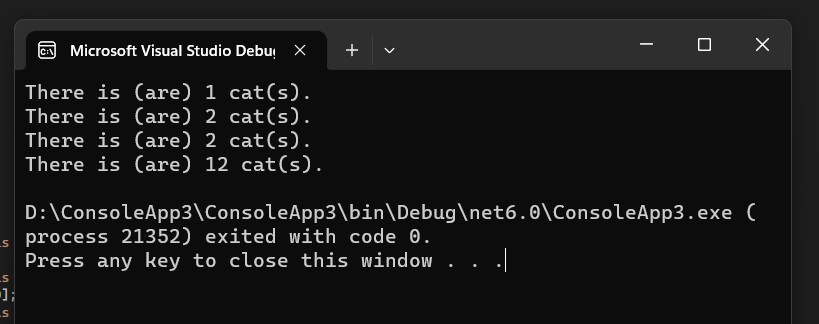 Microsoft Visual Studio Debu
There is (are) 1 cat(s).
There is (are) 2 cat(s).
There is (are) 2 cat(s).
There is (are) 12 cat(s).
D:\ConsoleApp3\ConsoleApp3\bin\Debug\net6.0\ConsoleApp3.exe (
process 21352) exited with code 0.
Press any key to close this window . . .
s
s
];
s